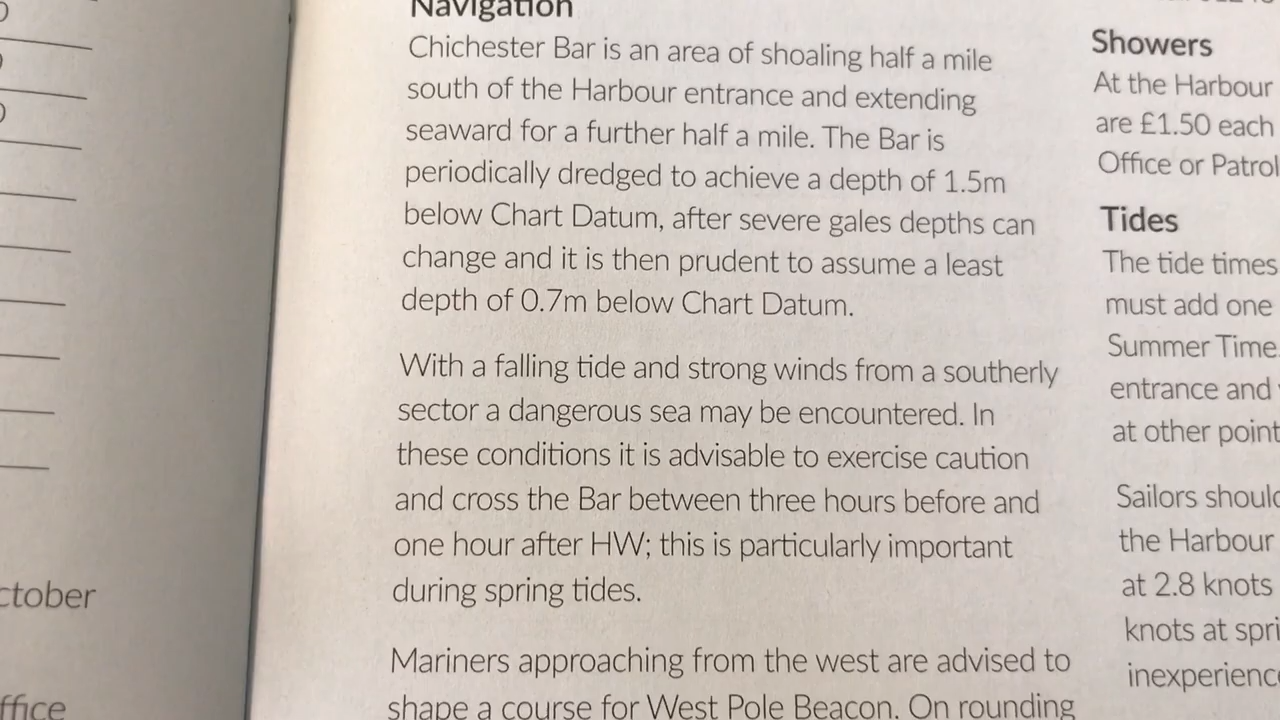 ctober
ffice
Navigation
Chichester Bar is an area of shoaling half a mile
south of the Harbour entrance and extending
seaward for a further half a mile. The Bar is
periodically dredged to achieve a depth of 1.5m
below Chart Datum, after severe gales depths can
change and it is then prudent to assume a least
depth of 0.7m below Chart Datum.
With a falling tide and strong winds from a southerly
sector a dangerous sea may be encountered. In
these conditions it is advisable to exercise caution
and cross the Bar between three hours before and
one hour after HW; this is particularly important
during spring tides.
Mariners approaching from the west are advised to
shape a course for West Pole Beacon. On rounding
Showers
At the Harbour
are £1.50 each
Office or Patrol
Tides
The tide times
must add one
Summer Time
entrance and
at other point
Sailors should
the Harbour
at 2.8 knots
knots at spri
inexperience